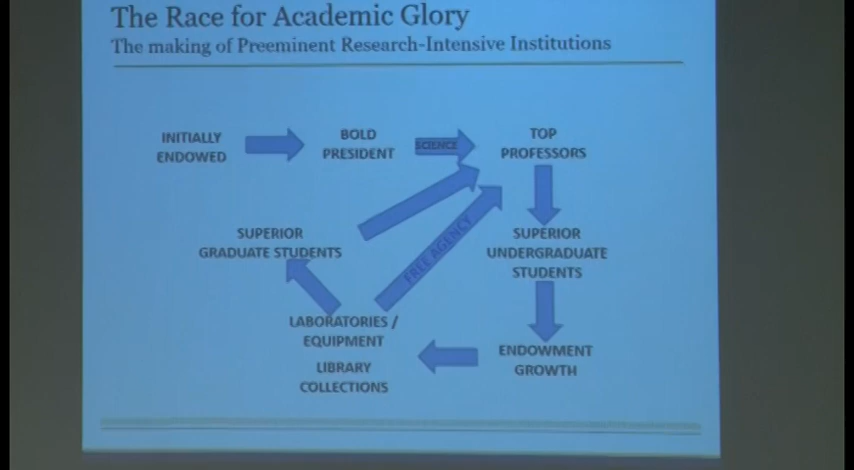 The Race for Academic Glory
The making of Preeminent Research-Intensive Institutions
INITIALLY
ENDOWED
BOLD
PRESIDENT
SCIENCE
TOP
PROFESSORS
SUPERIOR
GRADUATE STUDENTS
FREE AGENCY
SUPERIOR
UNDERGRADUATE
STUDENTS
LABORATORIES /
EQUIPMENT
LIBRARY
COLLECTIONS
ENDOWMENT
GROWTH